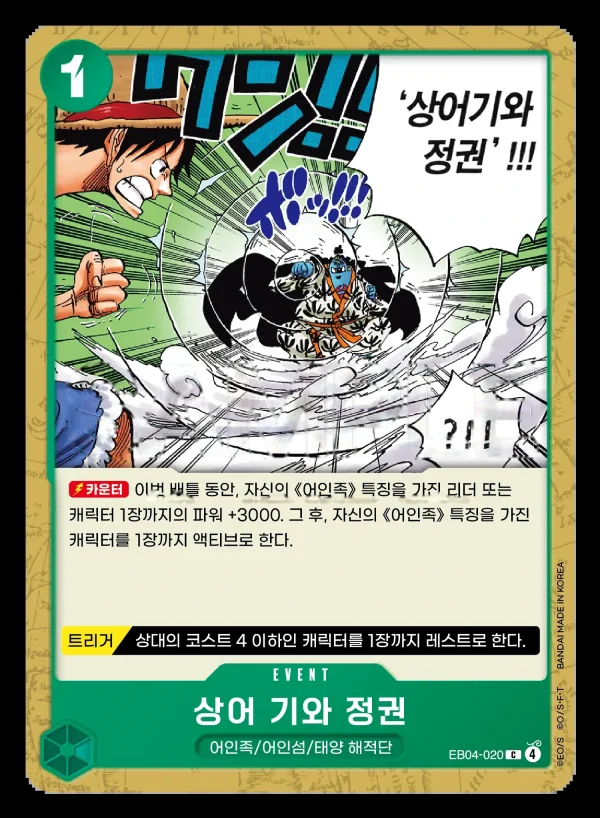 1
어깨!!!
'상어기와
정권'!!!
ボッ!!!
?!!
카운터 이번 배틀 동안, 자신의 《어인족》 특징을 가진 리더 또는
캐릭터 1장까지의 파워 +3000. 그 후, 자신의 《어인족》 특징을 가진
캐릭터를 1장까지 액티브로 한다.
트리거 상대의 코스트 4 이하인 캐릭터를 1장까지 레스트로 한다.
EVENT
상어 기와 정권
어인족/어인섬/태양 해적단
EB04-020 C 4
©EO/S ©O/S·F·T BANDAI MADE IN KOREA